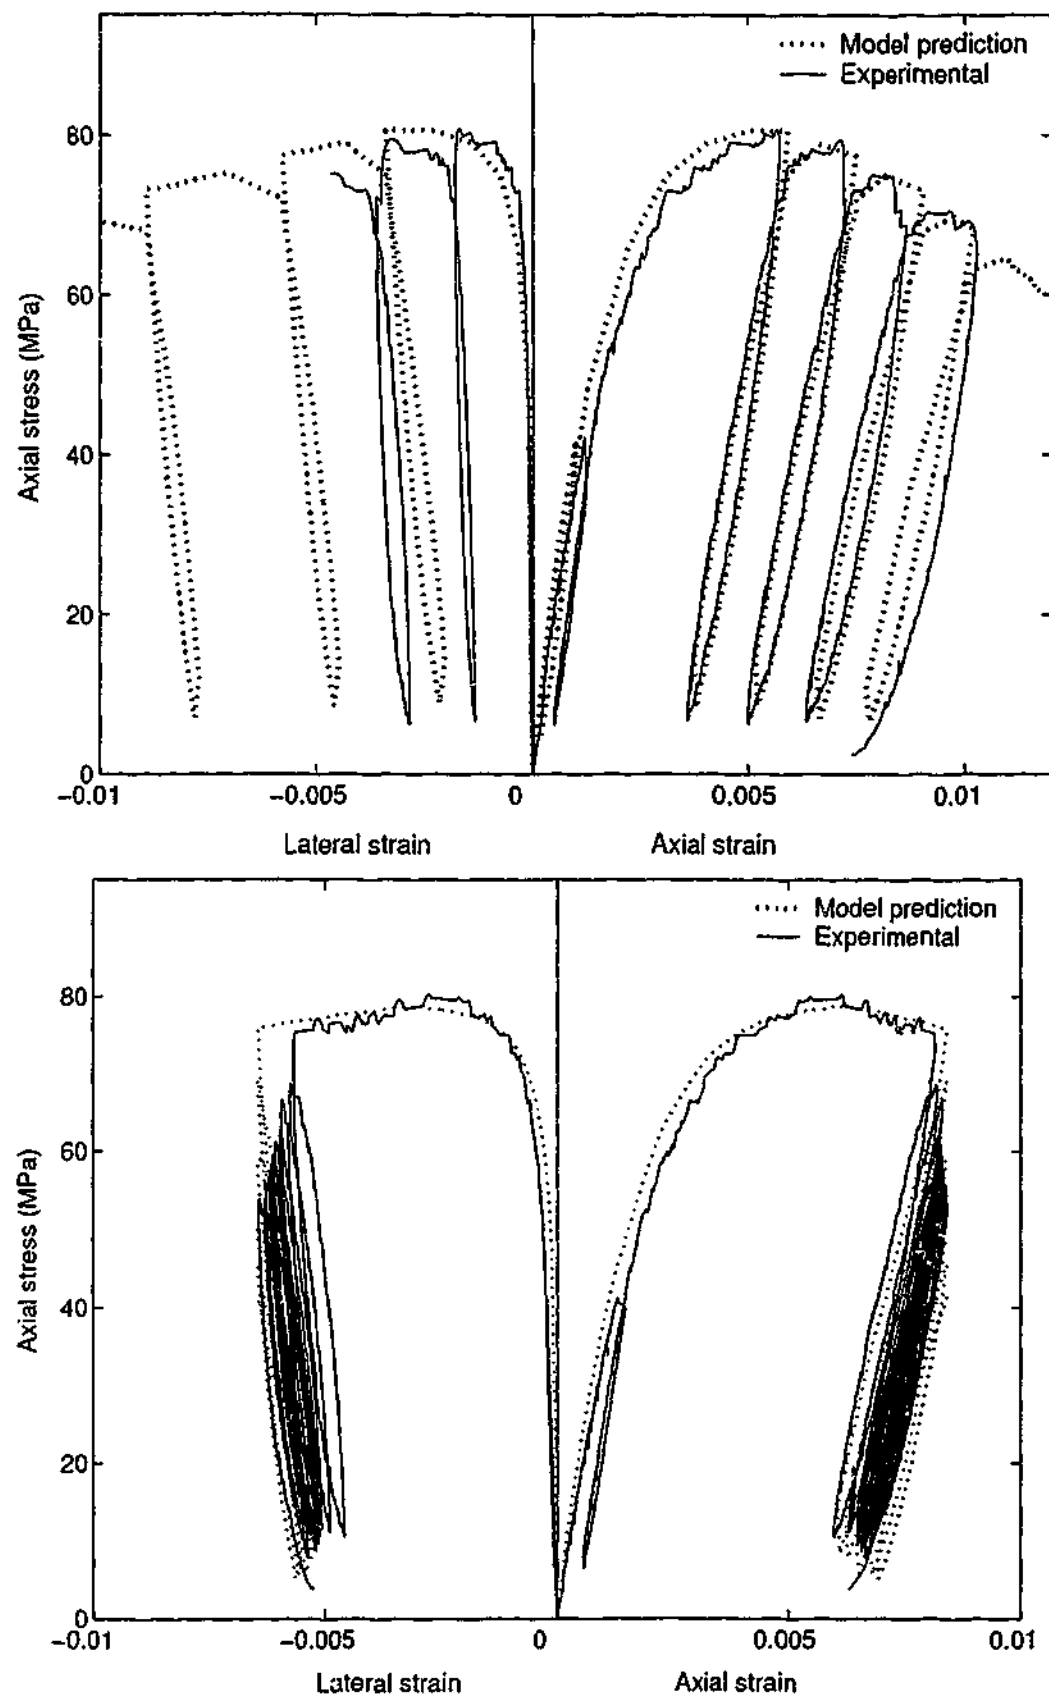 Model prediction
Experimental
80
60
40
20
0
Axial stress (MPa)
−0.01 −0.005 0 0.005 0.01
Lateral strain Axial strain
Model prediction
Experimental
80
60
40
20
0
Axial stress (MPa)
−0.01 −0.005 0 0.005 0.01
Lateral strain Axial strain